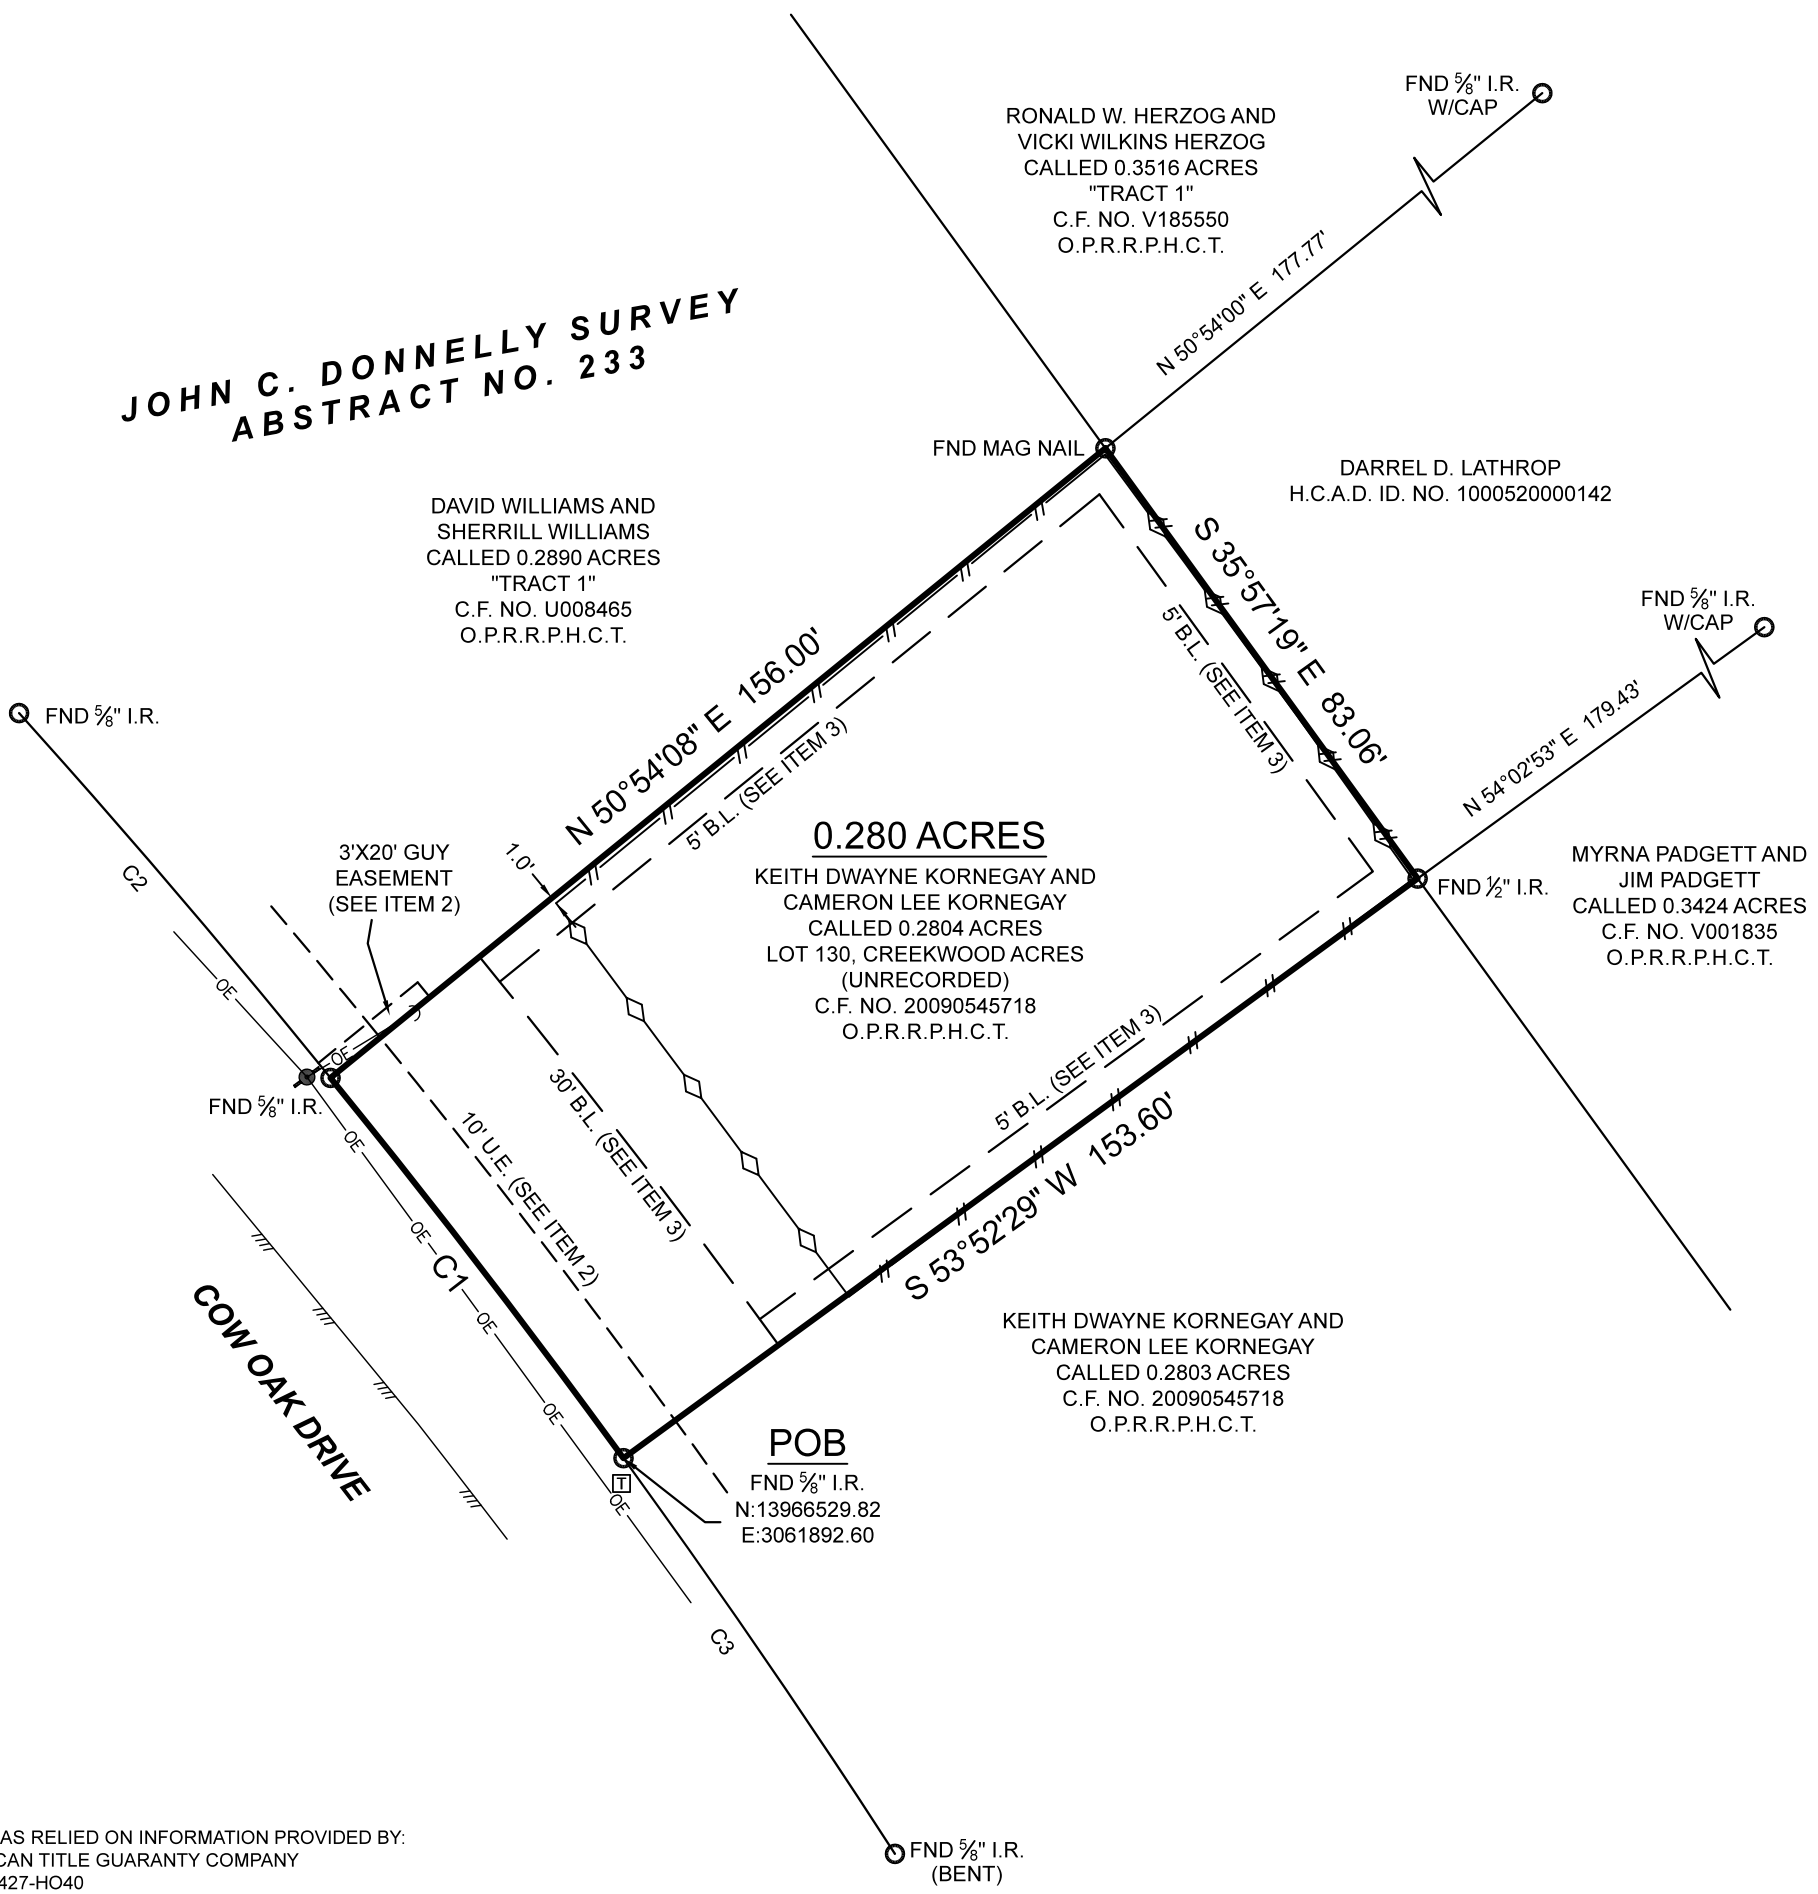 FND 5/8" I.R.
W/CAP
RONALD W. HERZOG AND
VICKI WILKINS HERZOG
CALLED 0.3516 ACRES
"TRACT 1"
C.F. NO. V185550
O.P.R.R.P.H.C.T.
N 50°54'00" E 177.77'
JOHN C. DONNELLY SURVEY
ABSTRACT NO. 233
FND MAG NAIL
DARREL D. LATHROP
H.C.A.D. ID. NO. 1000520000142
DAVID WILLIAMS AND
SHERRILL WILLIAMS
CALLED 0.2890 ACRES
"TRACT 1"
C.F. NO. U008465
O.P.R.R.P.H.C.T.
S 35°57'19" E 83.06'
5' B.L. (SEE ITEM 3)
FND 5/8" I.R.
W/CAP
N 54°02'53" E 179.43'
FND 5/8" I.R.
N 50°54'08" E 156.00'
5' B.L. (SEE ITEM 3)
C2
3'X20' GUY
EASEMENT
(SEE ITEM 2)
1.0'
0.280 ACRES
KEITH DWAYNE KORNEGAY AND
CAMERON LEE KORNEGAY
CALLED 0.2804 ACRES
LOT 130, CREEKWOOD ACRES
(UNRECORDED)
C.F. NO. 20090545718
O.P.R.R.P.H.C.T.
FND 1/2" I.R.
MYRNA PADGETT AND
JIM PADGETT
CALLED 0.3424 ACRES
C.F. NO. V001835
O.P.R.R.P.H.C.T.
OE
OE
FND 5/8" I.R.
OE
30' B.L. (SEE ITEM 3)
10' U.E. (SEE ITEM 2)
5' B.L. (SEE ITEM 3)
S 53°52'29" W 153.60'
OE
C1
OE
OE
COW OAK DRIVE
KEITH DWAYNE KORNEGAY AND
CAMERON LEE KORNEGAY
CALLED 0.2803 ACRES
C.F. NO. 20090545718
O.P.R.R.P.H.C.T.
POB
FND 5/8" I.R.
N:13966529.82
E:3061892.60
T
OE
C3
AS RELIED ON INFORMATION PROVIDED BY:
CAN TITLE GUARANTY COMPANY
427-HO40
FND 5/8" I.R.
(BENT)